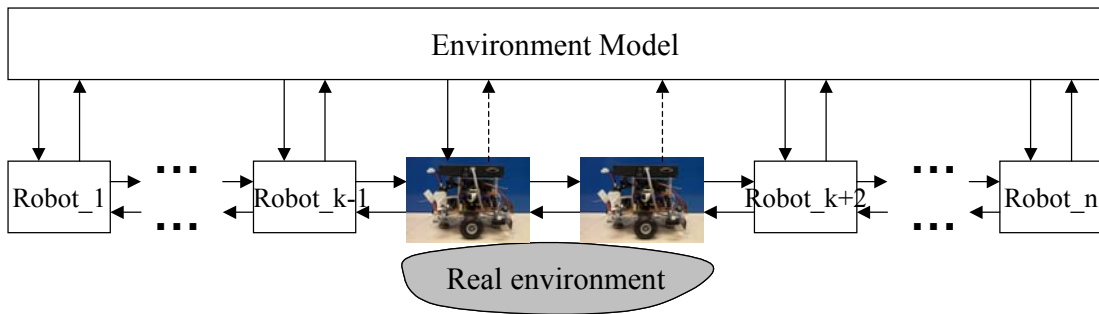 Environment Model
Robot_1
Robot_k-1
Robot_k+2
Robot_n
Real environment